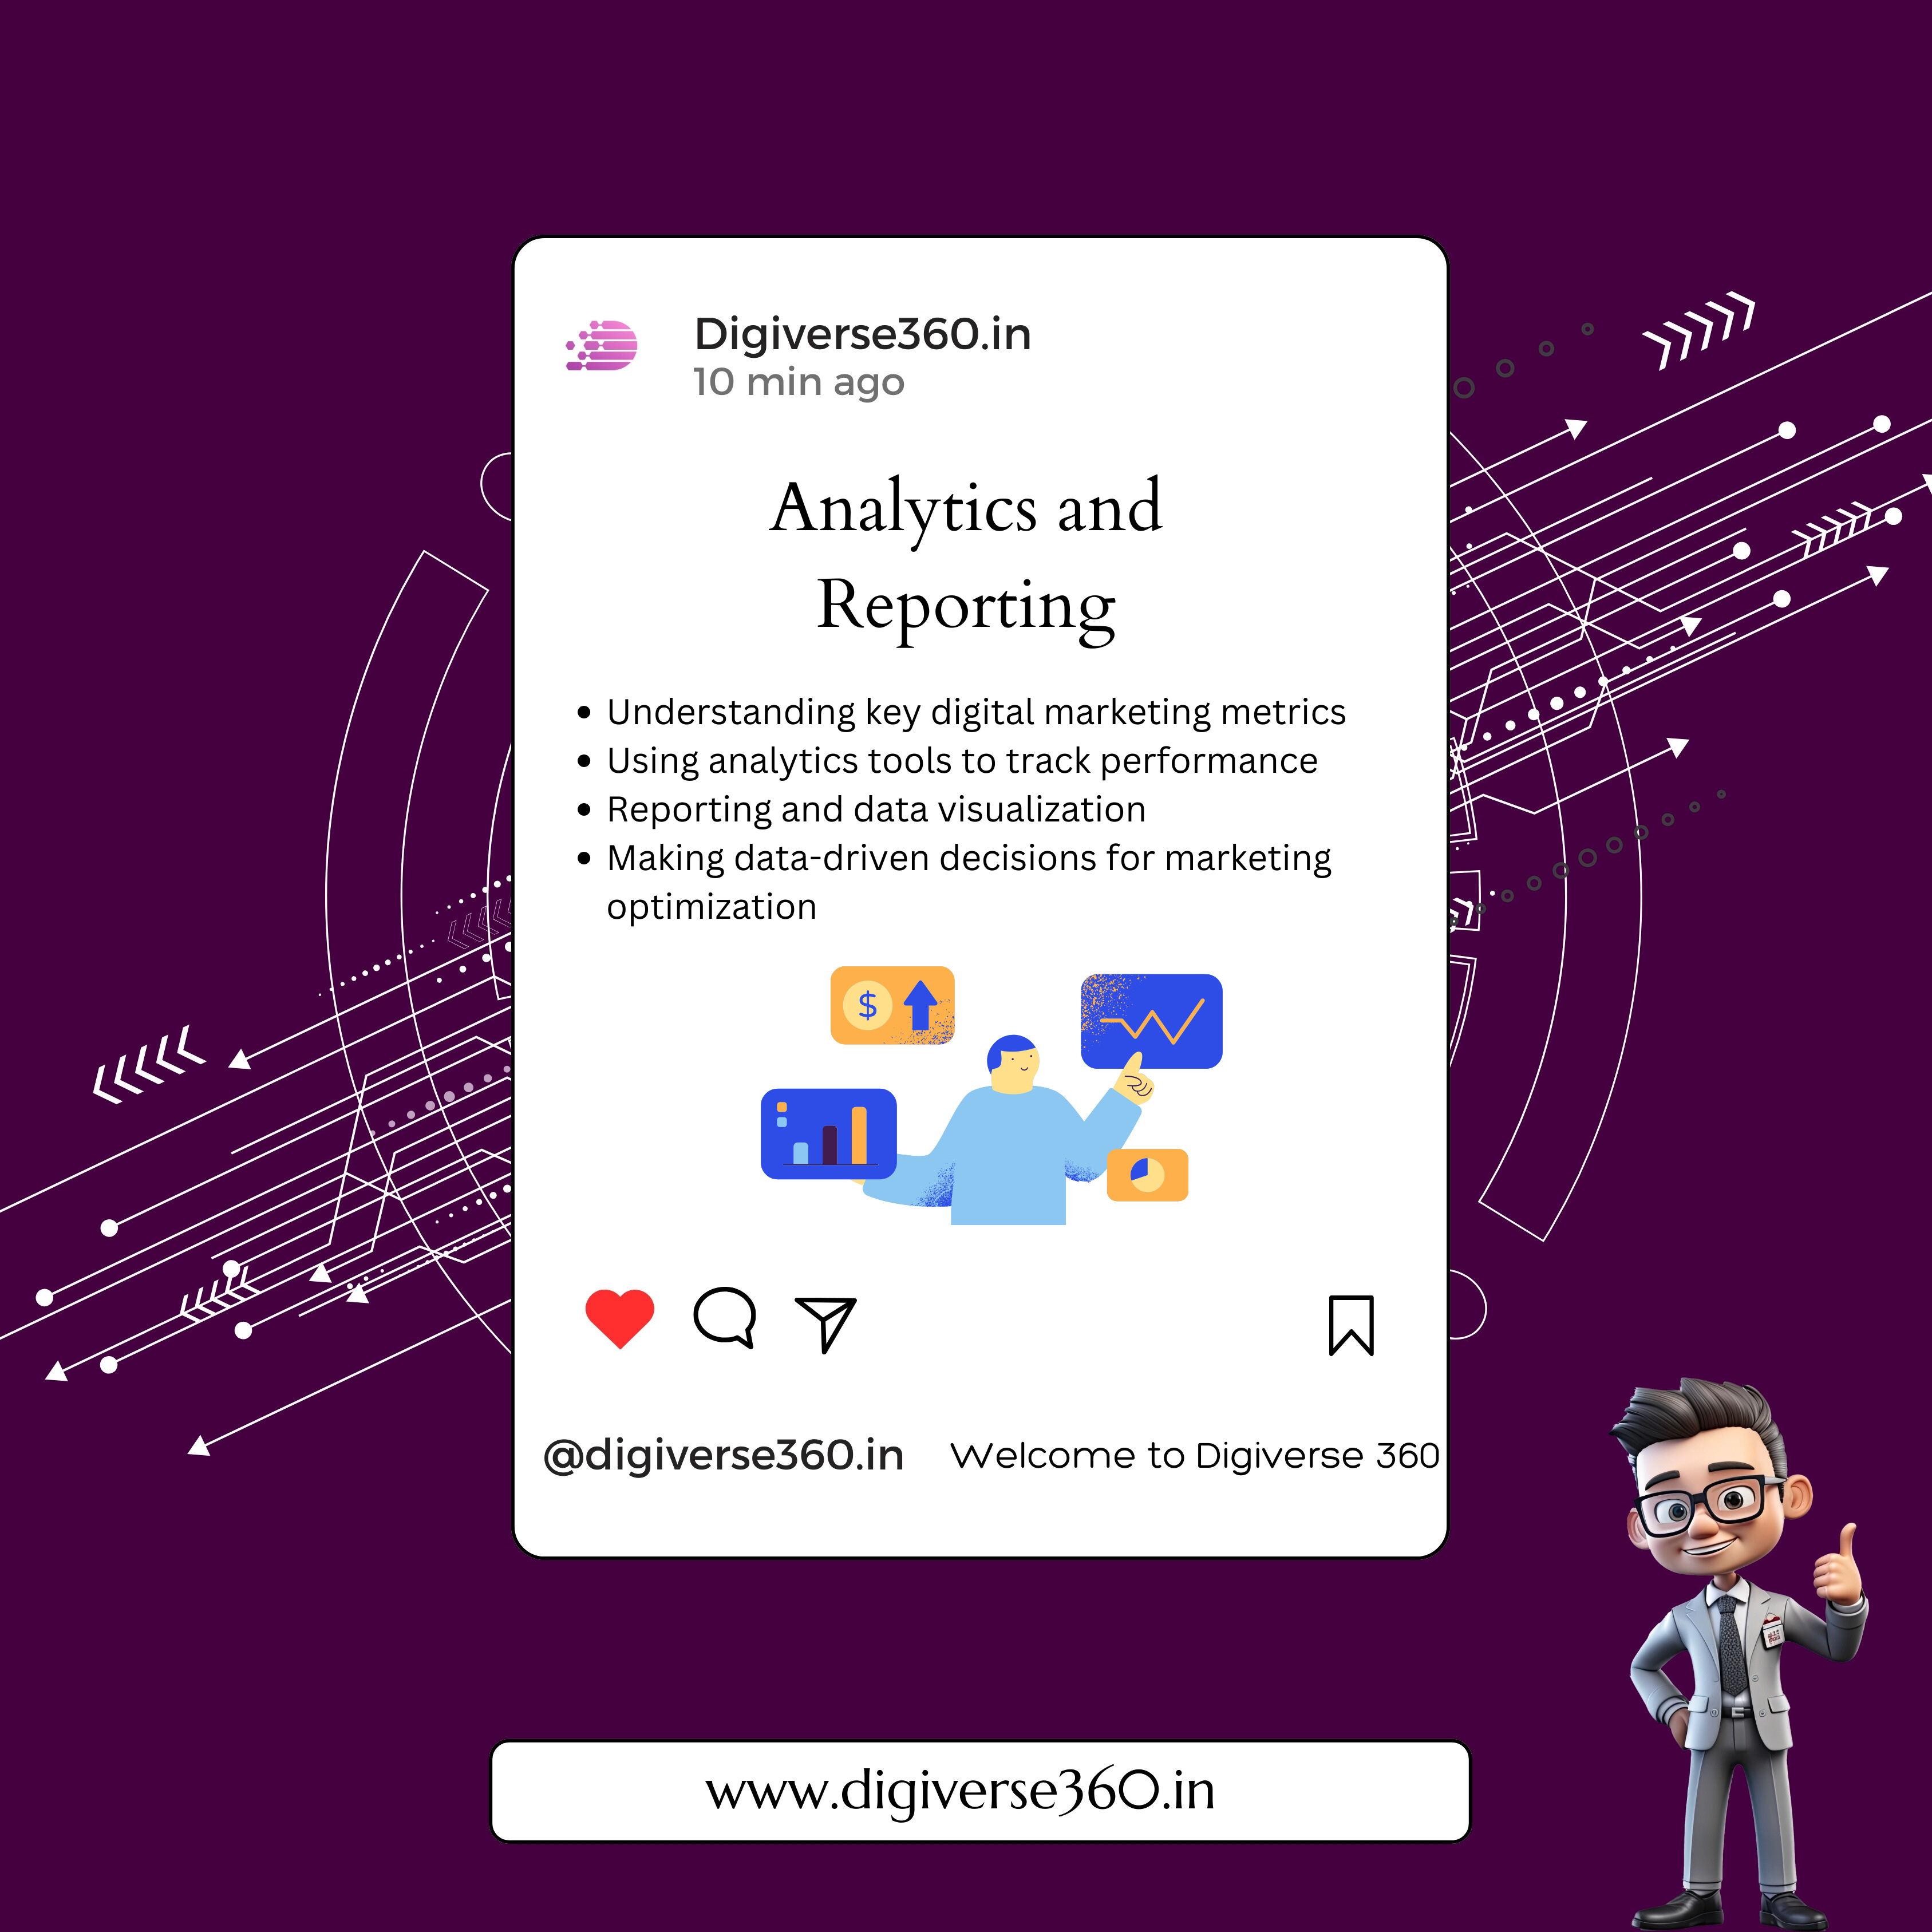 Digiverse360.in
10 min ago
Analytics and
Reporting
• Understanding key digital marketing metrics
• Using analytics tools to track performance
• Reporting and data visualization
• Making data-driven decisions for marketing
optimization
$
@digiverse360.in
Welcome to Digiverse 360
www.digiverse360.in